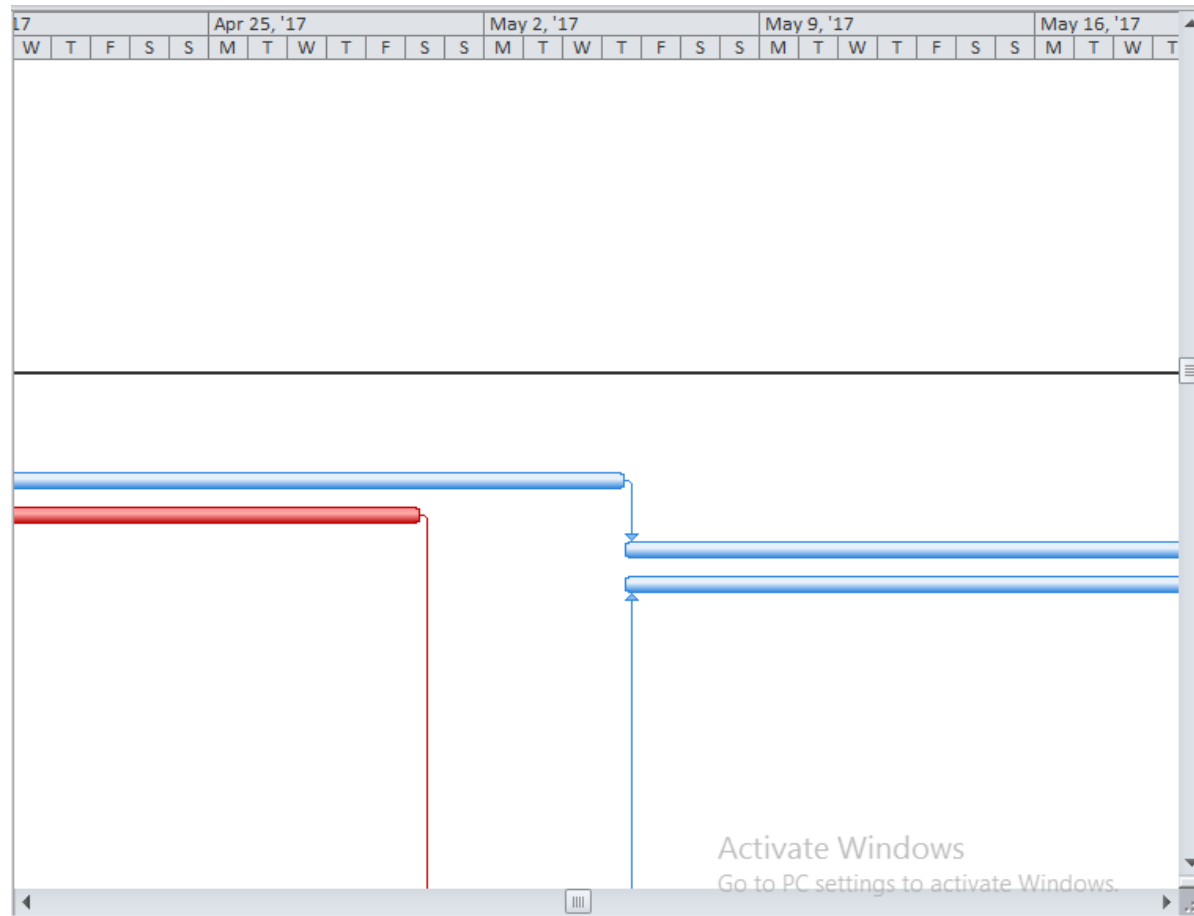 17 Apr 25, '17 May 2, '17 May 9, '17 May 16, '17
W T F S S M T W T F S S M T W T F S S M T W T F S S M T W T
Activate Windows
Go to PC settings to activate Windows.